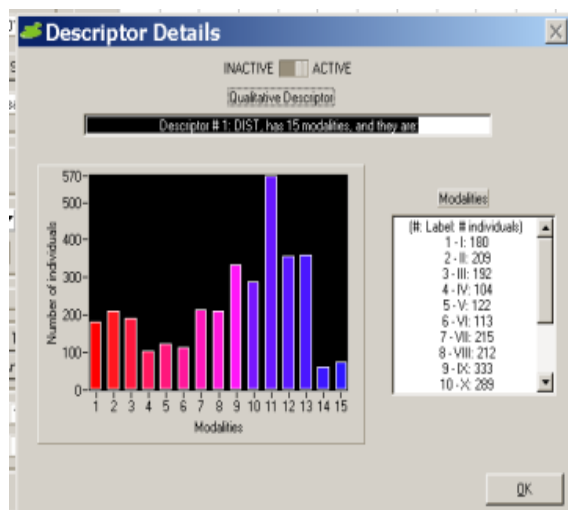 Descriptor Details
INACTIVE ACTIVE
Qualitative Descriptor
Descriptor # 1: DIST, has 15 modalities, and they are:
570
500
400
300
200
100
0
Number of individuals
1 2 3 4 5 6 7 8 9 10 11 12 13 14 15
Modalities
Modalities
(#: Label: # individuals)
1 - I: 180
2 - II: 209
3 - III: 192
4 - IV: 104
5 - V: 122
6 - VI: 113
7 - VII: 215
8 - VIII: 212
9 - IX: 333
10 - X: 289
OK